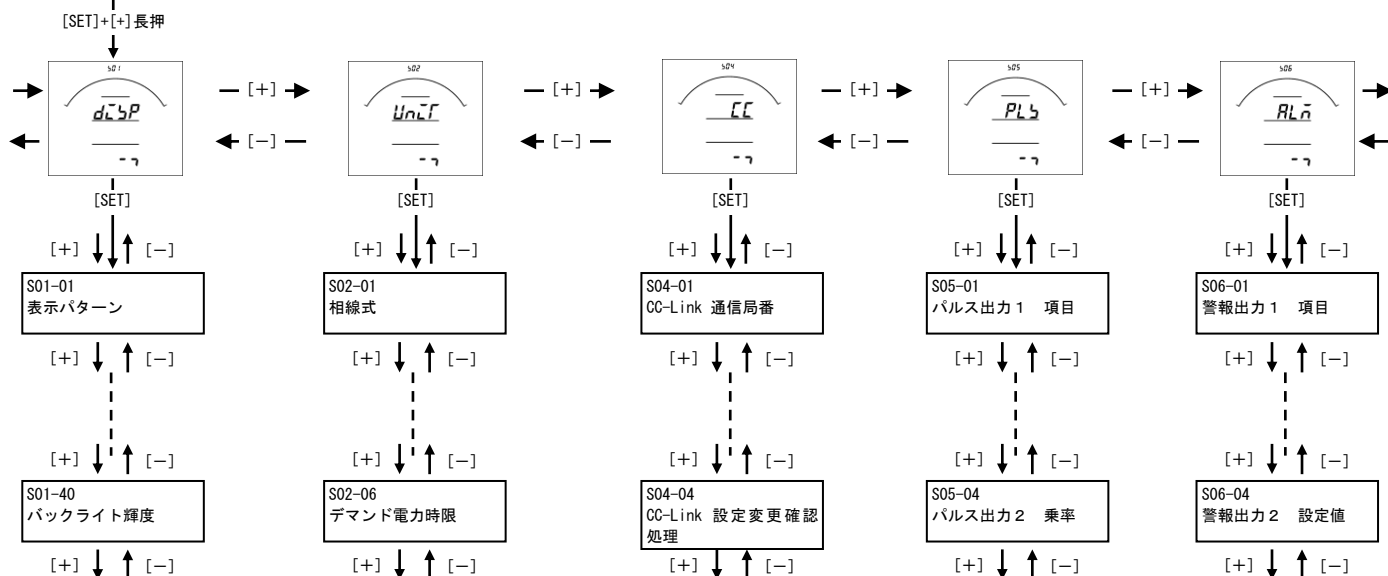 [SET]+[+]長押
S01 S02 S04 S05 S06
dISP UnIT CC PLS ALM
[+] [+] [+] [+]
[−] [−] [−] [−]
[SET] [SET] [SET] [SET] [SET]
[+] [−] [+] [−] [+] [−] [+] [−] [+] [−]
S01-01
表示パターン
S02-01
相線式
S04-01
CC-Link 通信局番
S05-01
パルス出力1 項目
S06-01
警報出力1 項目
[+] [−] [+] [−] [+] [−] [+] [−] [+] [−]
[+] [−] [+] [−] [+] [−] [+] [−] [+] [−]
S01-40
バックライト輝度
S02-06
デマンド電力時限
S04-04
CC-Link 設定変更確認
処理
S05-04
パルス出力2 乗率
S06-04
警報出力2 設定値
[+] [−] [+] [−] [+] [−] [+] [−] [+] [−]